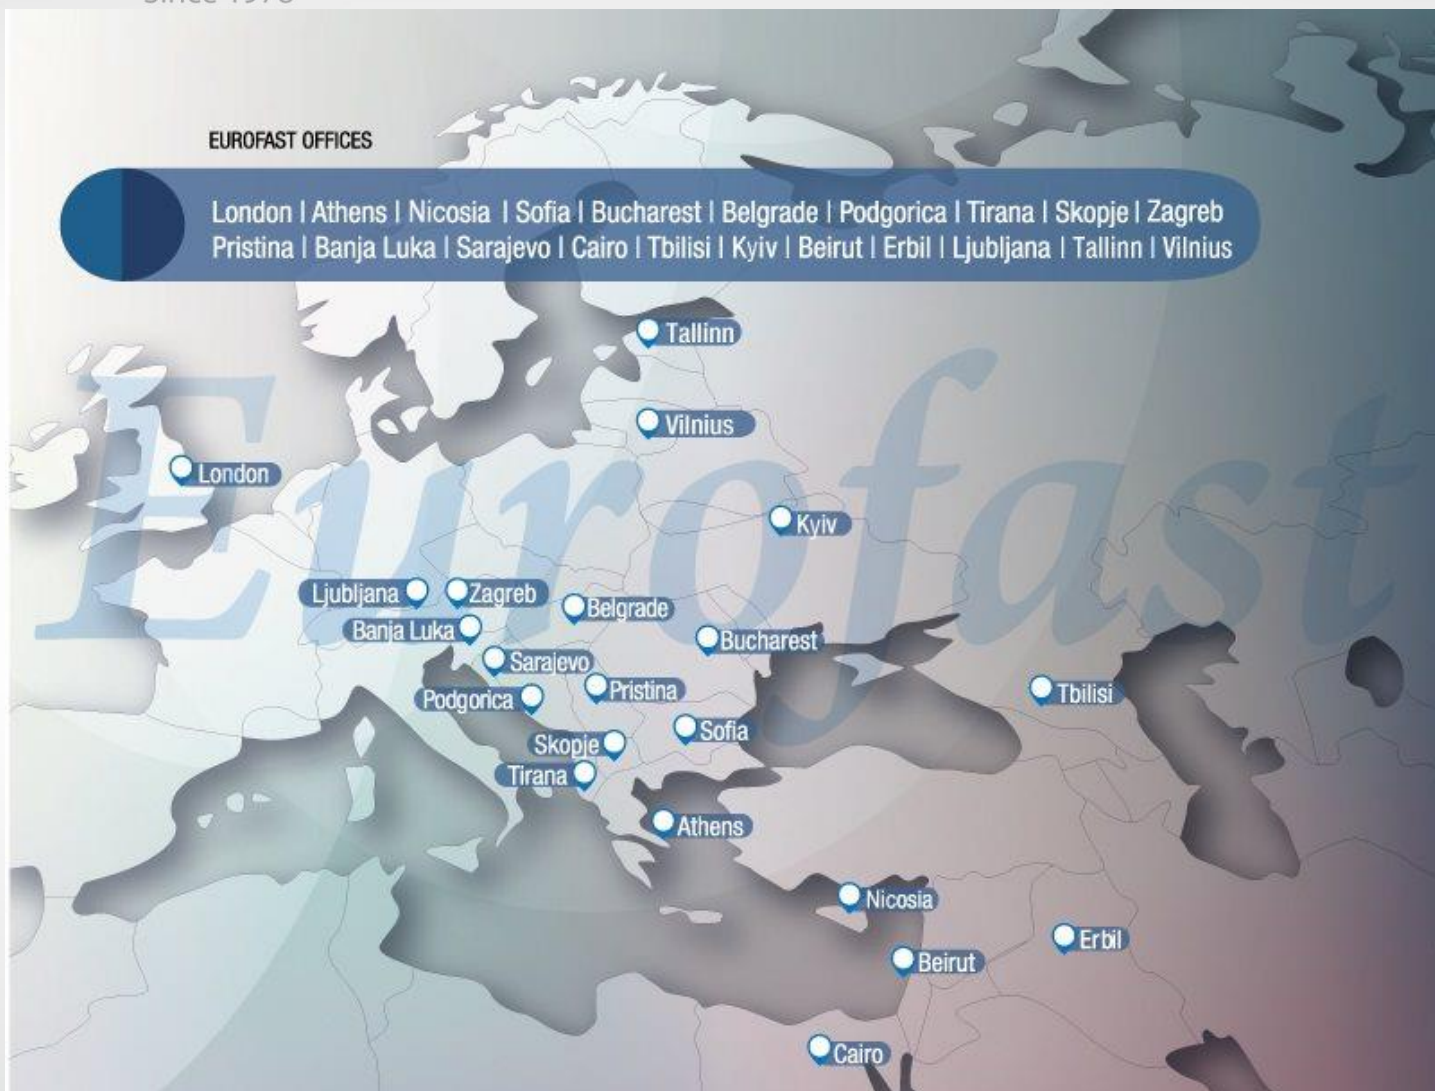 Since 1978
EUROFAST OFFICES
London | Athens | Nicosia | Sofia | Bucharest | Belgrade | Podgorica | Tirana | Skopje | Zagreb
Pristina | Banja Luka | Sarajevo | Cairo | Tbilisi | Kyiv | Beirut | Erbil | Ljubljana | Tallinn | Vilnius
Tallinn
Vilnius
London
Eurofast
Kyiv
Ljubljana
Zagreb
Belgrade
Banja Luka
Bucharest
Sarajevo
Pristina
Podgorica
Tbilisi
Sofia
Skopje
Tirana
Athens
Nicosia
Erbil
Beirut
Cairo